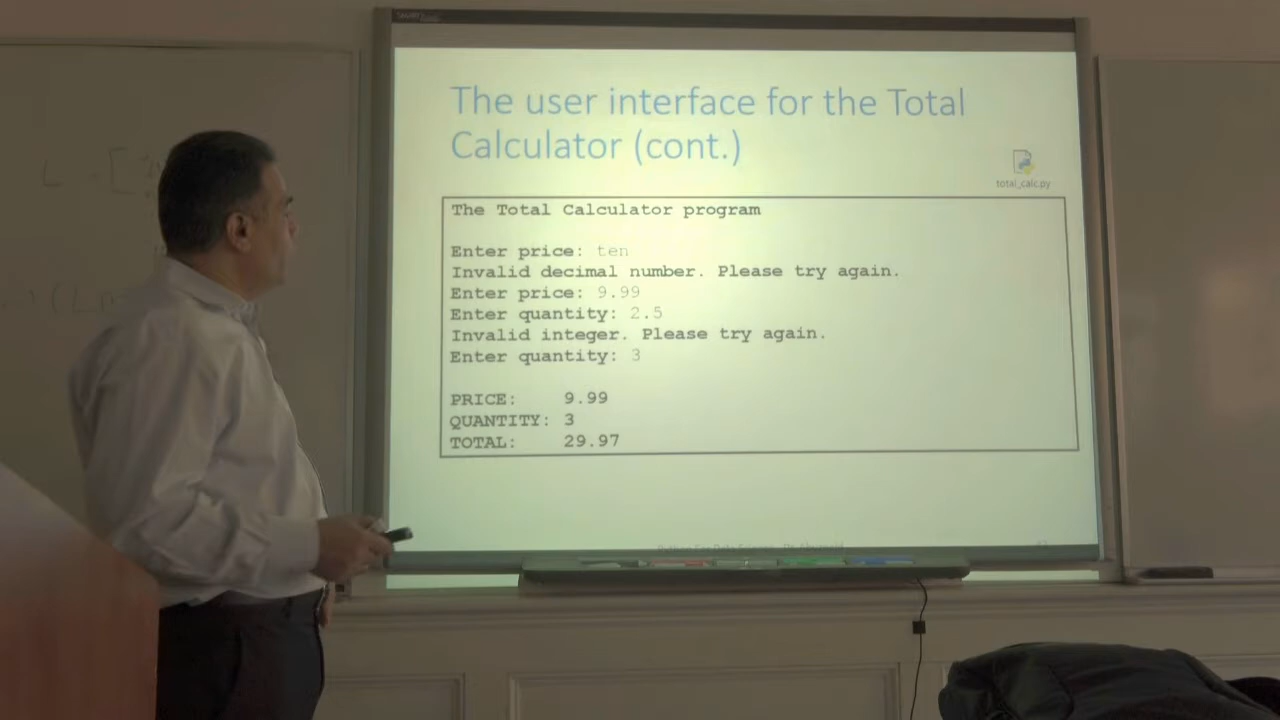 The user interface for the Total
Calculator (cont.)
total_calc.py
The Total Calculator program
Enter price: ten
Invalid decimal number. Please try again.
Enter price: 9.99
Enter quantity: 2.5
Invalid integer. Please try again.
Enter quantity: 3
PRICE: 9.99
QUANTITY: 3
TOTAL: 29.97